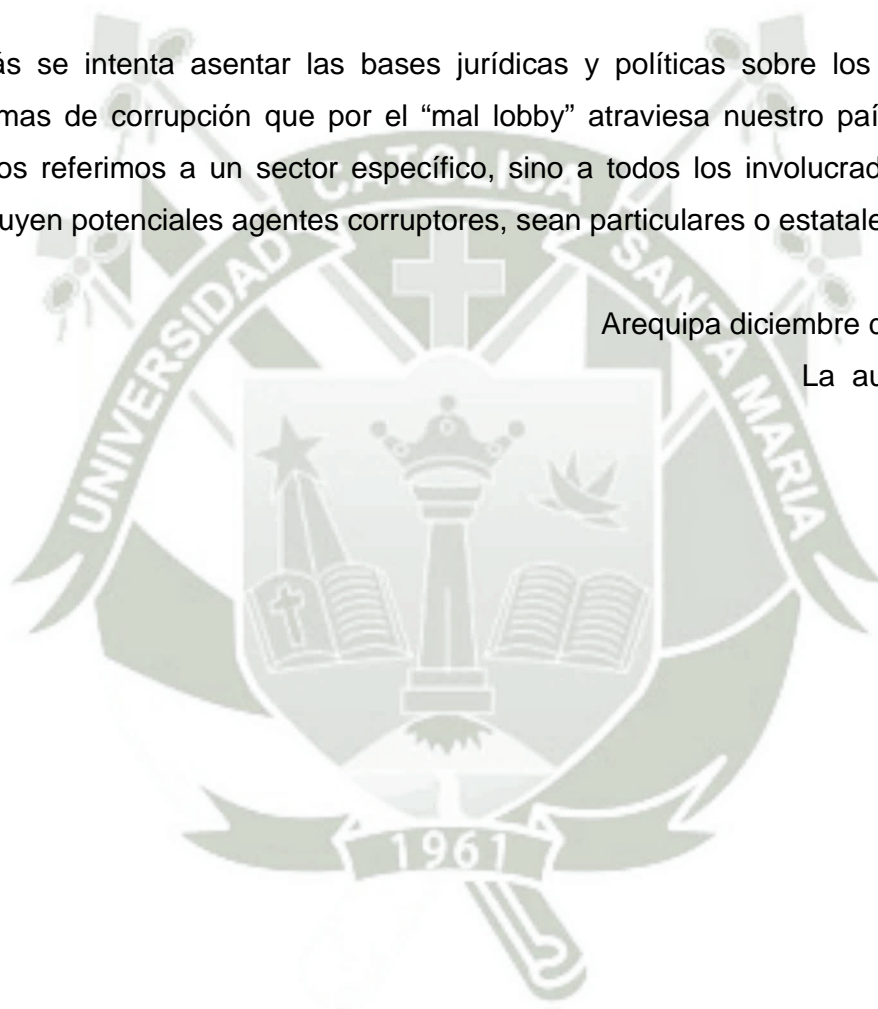 ás se intenta asentar las bases jurídicas y políticas sobre los
mas de corrupción que por el “mal lobby” atraviesa nuestro paí
os referimos a un sector específico, sino a todos los involucrad
uyen potenciales agentes corruptores, sean particulares o estatale
Arequipa diciembre
La au
UNIVERSIDAD CATOLICA SANTA MARIA
1961